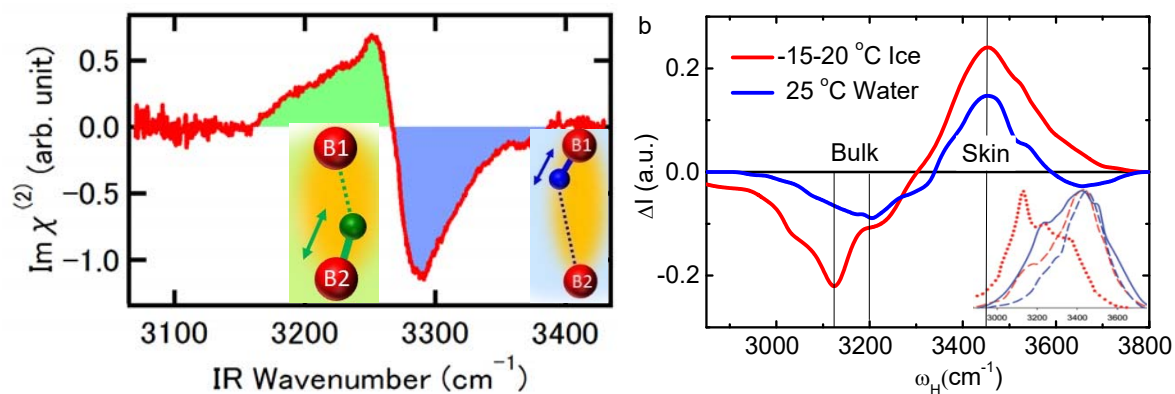 Im χ⁽²⁾ (arb. unit)
0.5
0.0
-0.5
-1.0
B1
B2
B1
B2
3100
3200
3300
3400
IR Wavenumber (cm⁻¹)
b
-15-20 °C Ice
25 °C Water
Bulk
Skin
ΔI (a.u.)
0.2
0.0
-0.2
3000
3200
3400
3600
3000
3200
3400
3600
3800
ω_H(cm⁻¹)